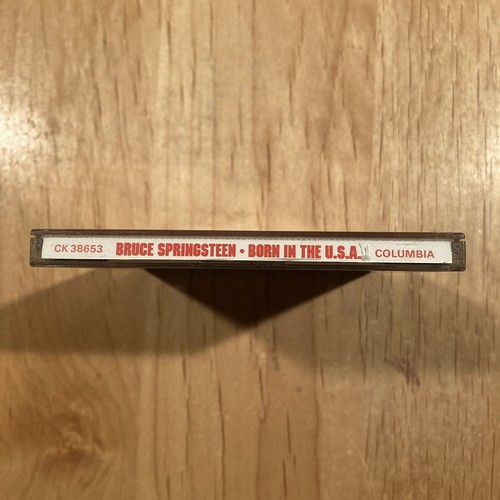 CK 38653 BRUCE SPRINGSTEEN • BORN IN THE U.S.A. COLUMBIA